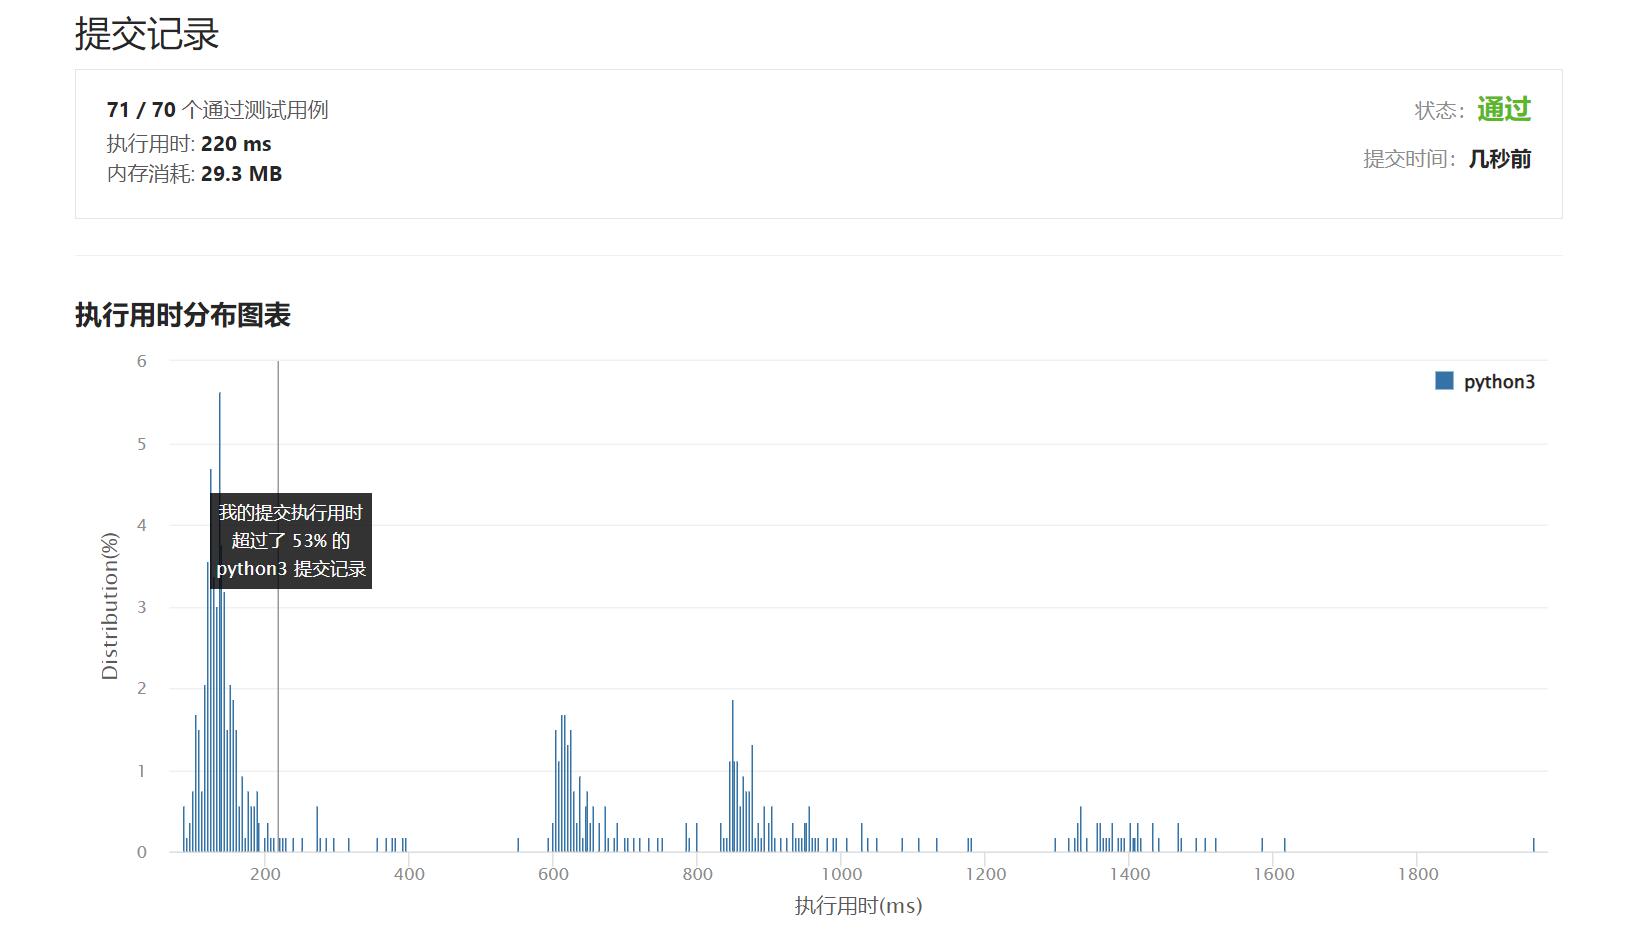 提交记录
71 / 70 个通过测试用例
状态：通过
执行用时: 220 ms
提交时间：几秒前
内存消耗: 29.3 MB
执行用时分布图表
6
python3
5
我的提交执行用时
超过了 53% 的
python3 提交记录
4
3
2
1
0
Distribution(%)
200 400 600 800 1000 1200 1400 1600 1800
执行用时(ms)